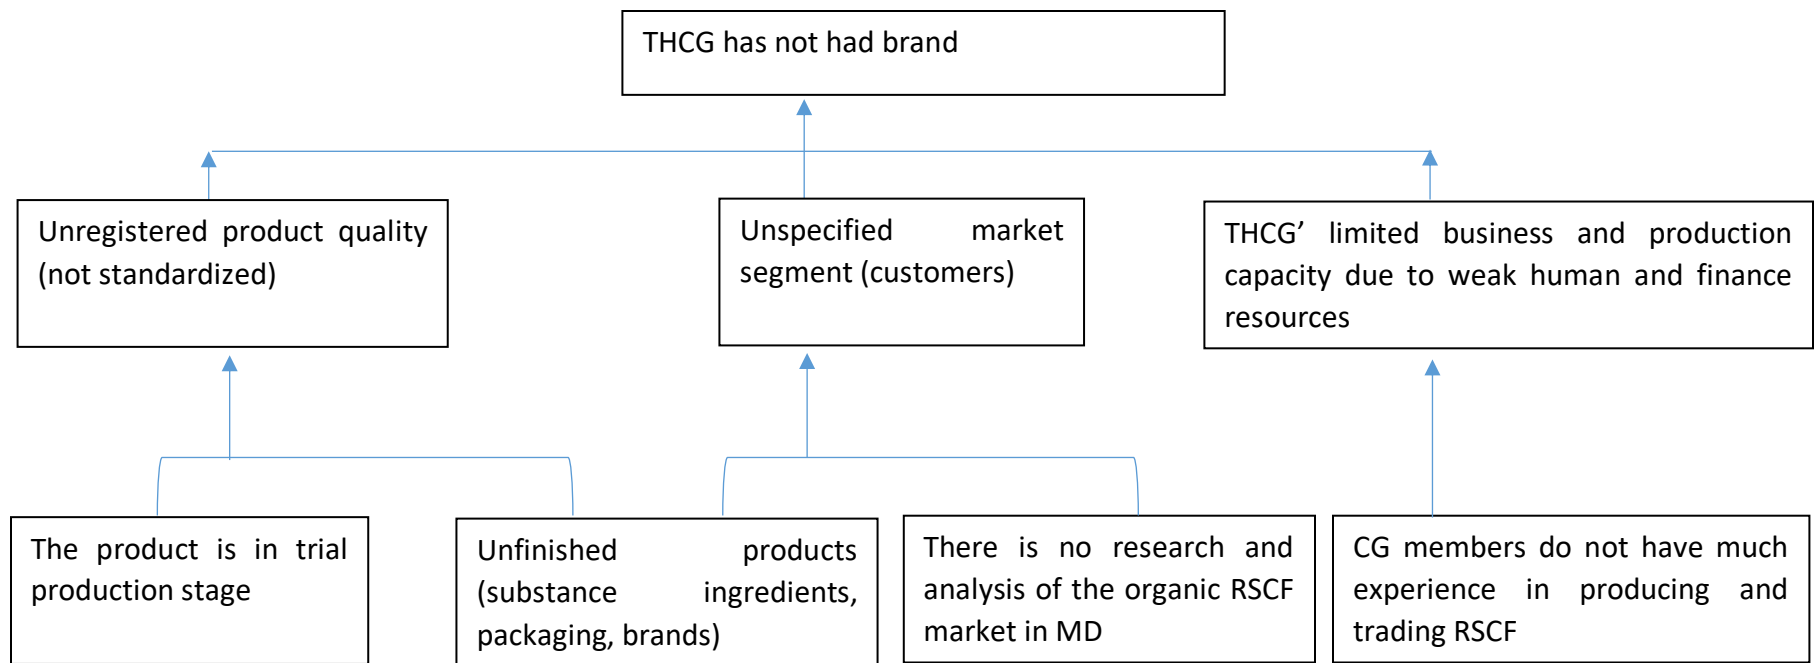 THCG has not had brand
Unregistered product quality
(not standardized)
Unspecified market
segment (customers)
THCG’ limited business and production
capacity due to weak human and finance
resources
The product is in trial
production stage
Unfinished products
(substance ingredients,
packaging, brands)
There is no research and
analysis of the organic RSCF
market in MD
CG members do not have much
experience in producing and
trading RSCF